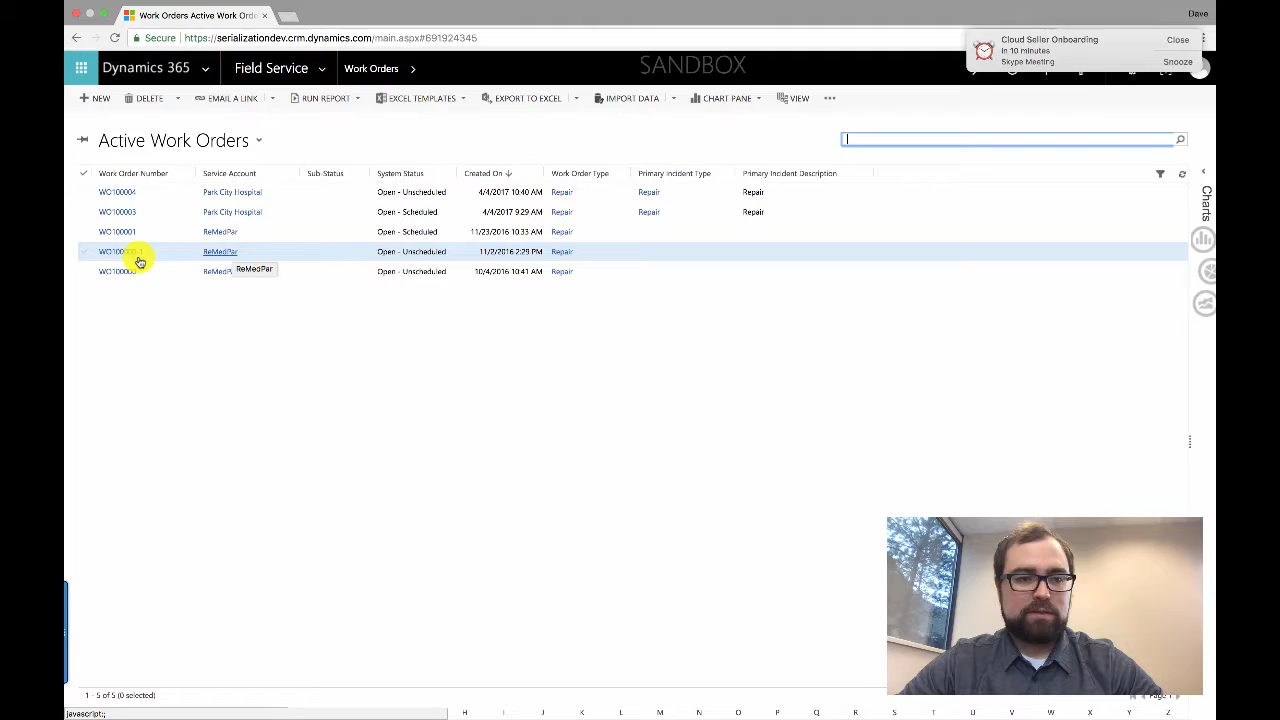 Work Orders Active Work Ord
Dave
Secure
https://serializationdev.crm.dynamics.com/main.aspx#691924345
Cloud Seller Onboarding
in 10 minutes
Skype Meeting
Close
Snooze
Dynamics 365
Field Service
Work Orders
SANDBOX
NEW
DELETE
EMAIL A LINK
RUN REPORT
EXCEL TEMPLATES
EXPORT TO EXCEL
IMPORT DATA
CHART PANE
VIEW
Active Work Orders
Work Order Number Service Account Sub-Status System Status Created On Work Order Type Primary Incident Type Primary Incident Description
WO100004 Park City Hospital Open - Unscheduled 4/4/2017 10:40 AM Repair Repair Repair
WO100003 Park City Hospital Open - Scheduled 4/4/2017 9:29 AM Repair Repair Repair
WO100001 ReMedPar Open - Scheduled 11/23/2016 10:33 AM Repair
WO100000-1 ReMedPar Open - Unscheduled 11/2/2016 2:29 PM Repair
WO100000 Open - Unscheduled 10/4/2016 10:41 AM Repair
ReMedPar
Charts
1 - 5 of 5 (0 selected)
Page 1
javascript:;
H I J K L M N O P Q R S T U V W X Y Z